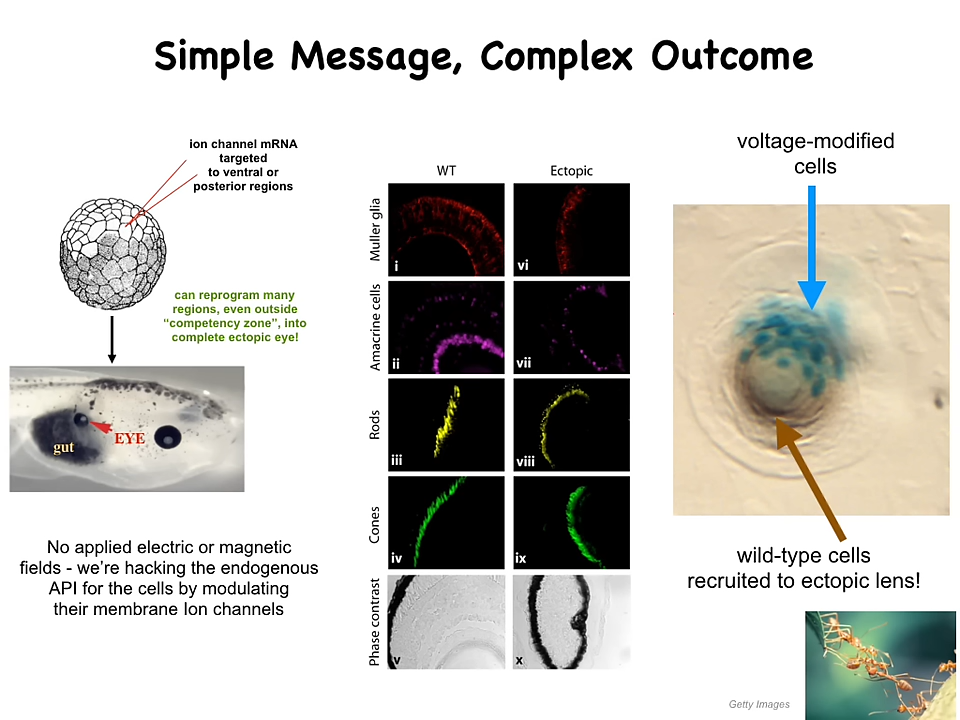 Simple Message, Complex Outcome
ion channel mRNA
targeted
to ventral or
posterior regions
can reprogram many
regions, even outside
“competency zone”, into
complete ectopic eye!
gut
EYE
No applied electric or magnetic
fields - we’re hacking the endogenous
API for the cells by modulating
their membrane Ion channels
WT
Ectopic
Muller glia
i
vi
Amacrine cells
ii
vii
Rods
iii
viii
Cones
iv
ix
Phase contrast
v
x
voltage-modified
cells
wild-type cells
recruited to ectopic lens!
Getty Images